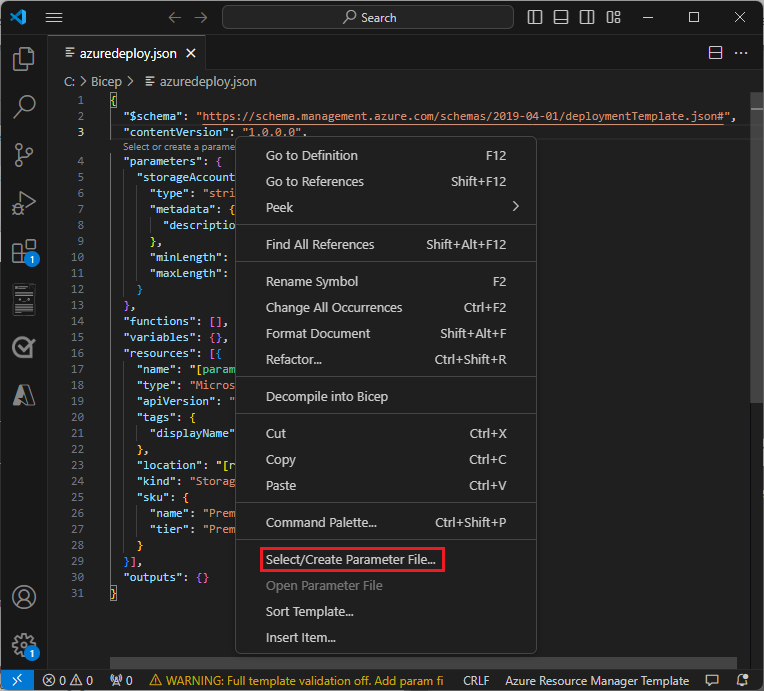 Search
azuredeploy.json
C: > Bicep > azuredeploy.json
1 {
2 "$schema": "https://schema.management.azure.com/schemas/2019-04-01/deploymentTemplate.json#",
3 "contentVersion": "1.0.0.0",
Select or create a parame
4 "parameters": {
5 "storageAccount
6 "type": "stri
7 "metadata": {
8 "descriptio
9 },
10 "minLength":
11 "maxLength":
12 }
13 },
14 "functions": [],
15 "variables": {},
16 "resources": [{
17 "name": "[param
18 "type": "Micros
19 "apiVersion": "
20 "tags": {
21 "displayName"
22 },
23 "location": "[r
24 "kind": "Storag
25 "sku": {
26 "name": "Prem
27 "tier": "Prem
28 }
29 }],
30 "outputs": {}
31 }
Go to Definition F12
Go to References Shift+F12
Peek >
Find All References Shift+Alt+F12
Rename Symbol F2
Change All Occurrences Ctrl+F2
Format Document Shift+Alt+F
Refactor... Ctrl+Shift+R
Decompile into Bicep
Cut Ctrl+X
Copy Ctrl+C
Paste Ctrl+V
Command Palette... Ctrl+Shift+P
Select/Create Parameter File...
Open Parameter File
Sort Template...
Insert Item...
1
1
0 0 0 WARNING: Full template validation off. Add param fi CRLF Azure Resource Manager Template